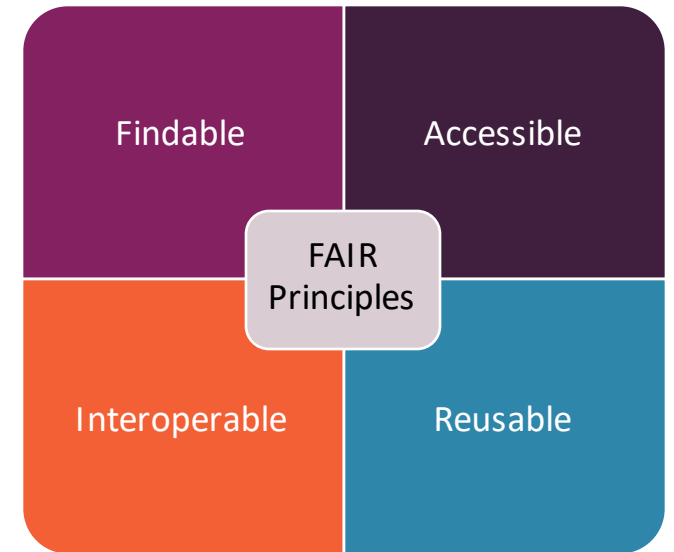 Findable
Accessible
FAIR
Principles
Interoperable
Reusable